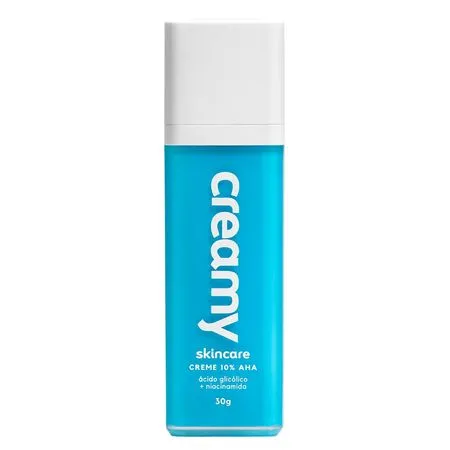 creamy
skincare
CREME 10% AHA
ácido glicólico
+ niacinamida
30g